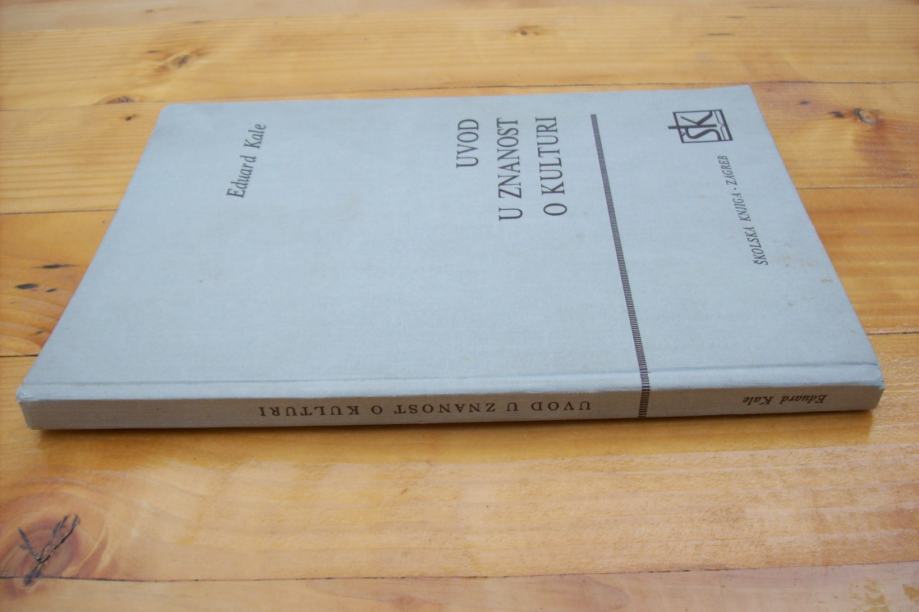 Eduard Kale
UVOD
U ZNANOST
O KULTURI
ŠK
ŠKOLSKA KNJIGA - ZAGREB
Eduard Kale
UVOD U ZNANOST O KULTURI